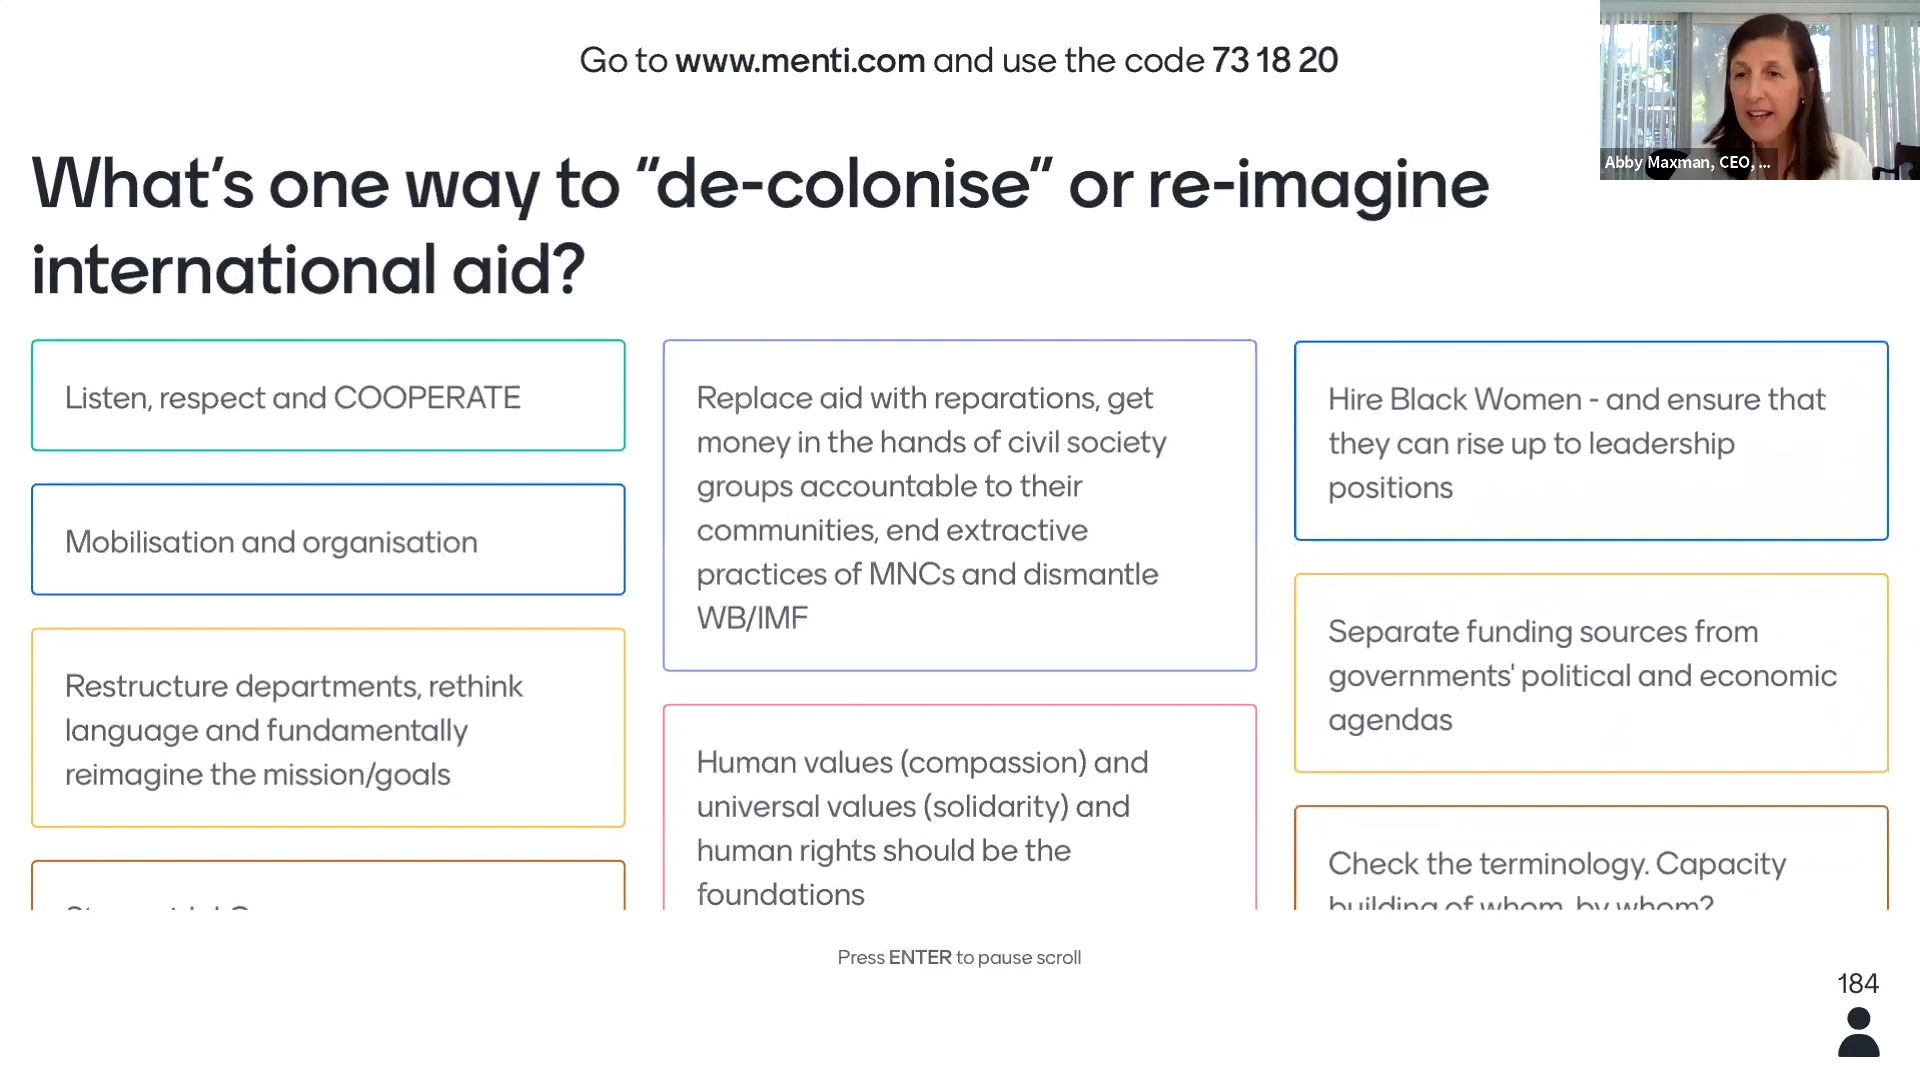 Go to www.menti.com and use the code 73 18 20
Abby Maxman, CEO, ...
What's one way to “de-colonise” or re-imagine
international aid?
Listen, respect and COOPERATE
Mobilisation and organisation
Restructure departments, rethink
language and fundamentally
reimagine the mission/goals
Replace aid with reparations, get
money in the hands of civil society
groups accountable to their
communities, end extractive
practices of MNCs and dismantle
WB/IMF
Human values (compassion) and
universal values (solidarity) and
human rights should be the
foundations
Hire Black Women - and ensure that
they can rise up to leadership
positions
Separate funding sources from
governments' political and economic
agendas
Check the terminology. Capacity
building of whom, by whom?
Press ENTER to pause scroll
184